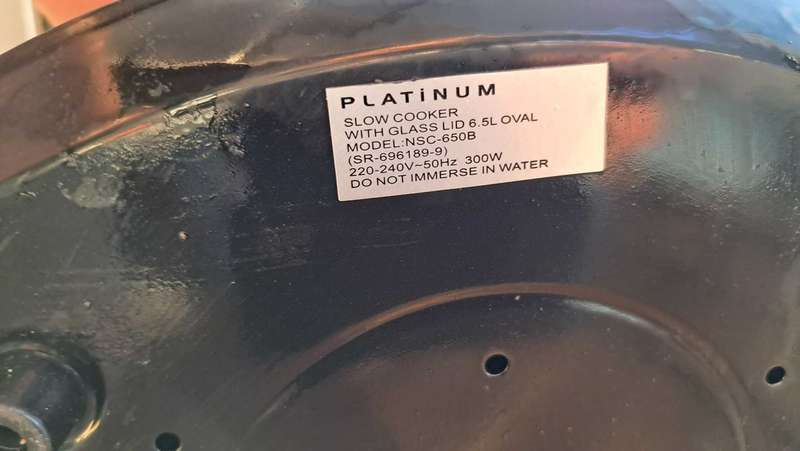 PLATiNUM
SLOW COOKER
WITH GLASS LID 6.5L OVAL
MODEL:NSC-650B
(SR-696189-9)
220-240V~50Hz 300W
DO NOT IMMERSE IN WATER